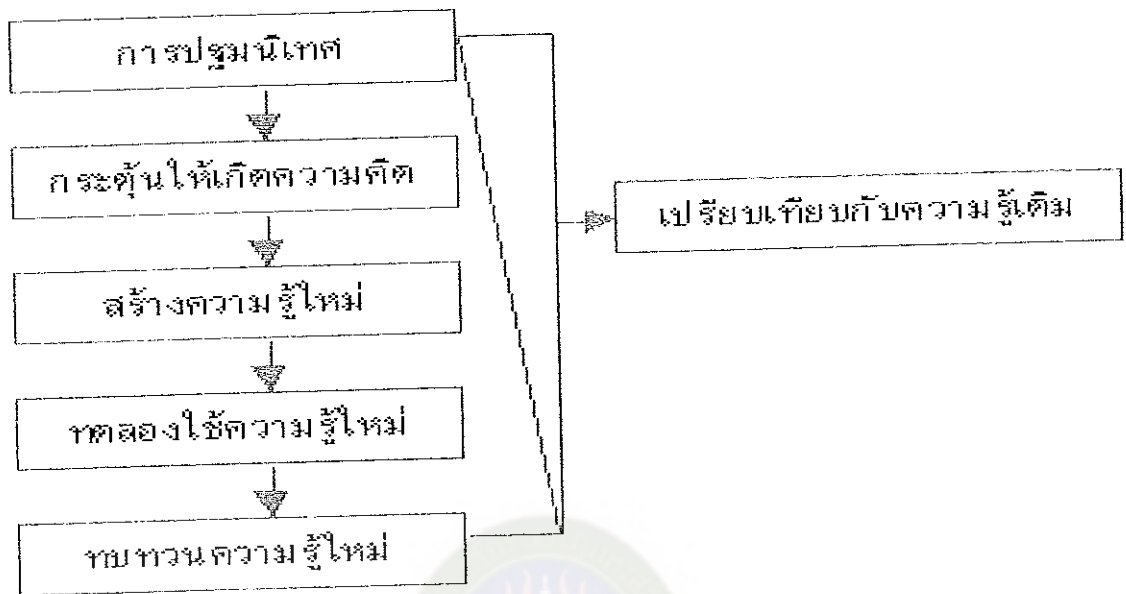 การปฐมนิเทศ
กระตุ้นให้เกิดความคิด
เปรียบเทียบกับความรู้เดิม
สร้างความรู้ใหม่
ทดลองใช้ความรู้ใหม่
ทบทวนความรู้ใหม่